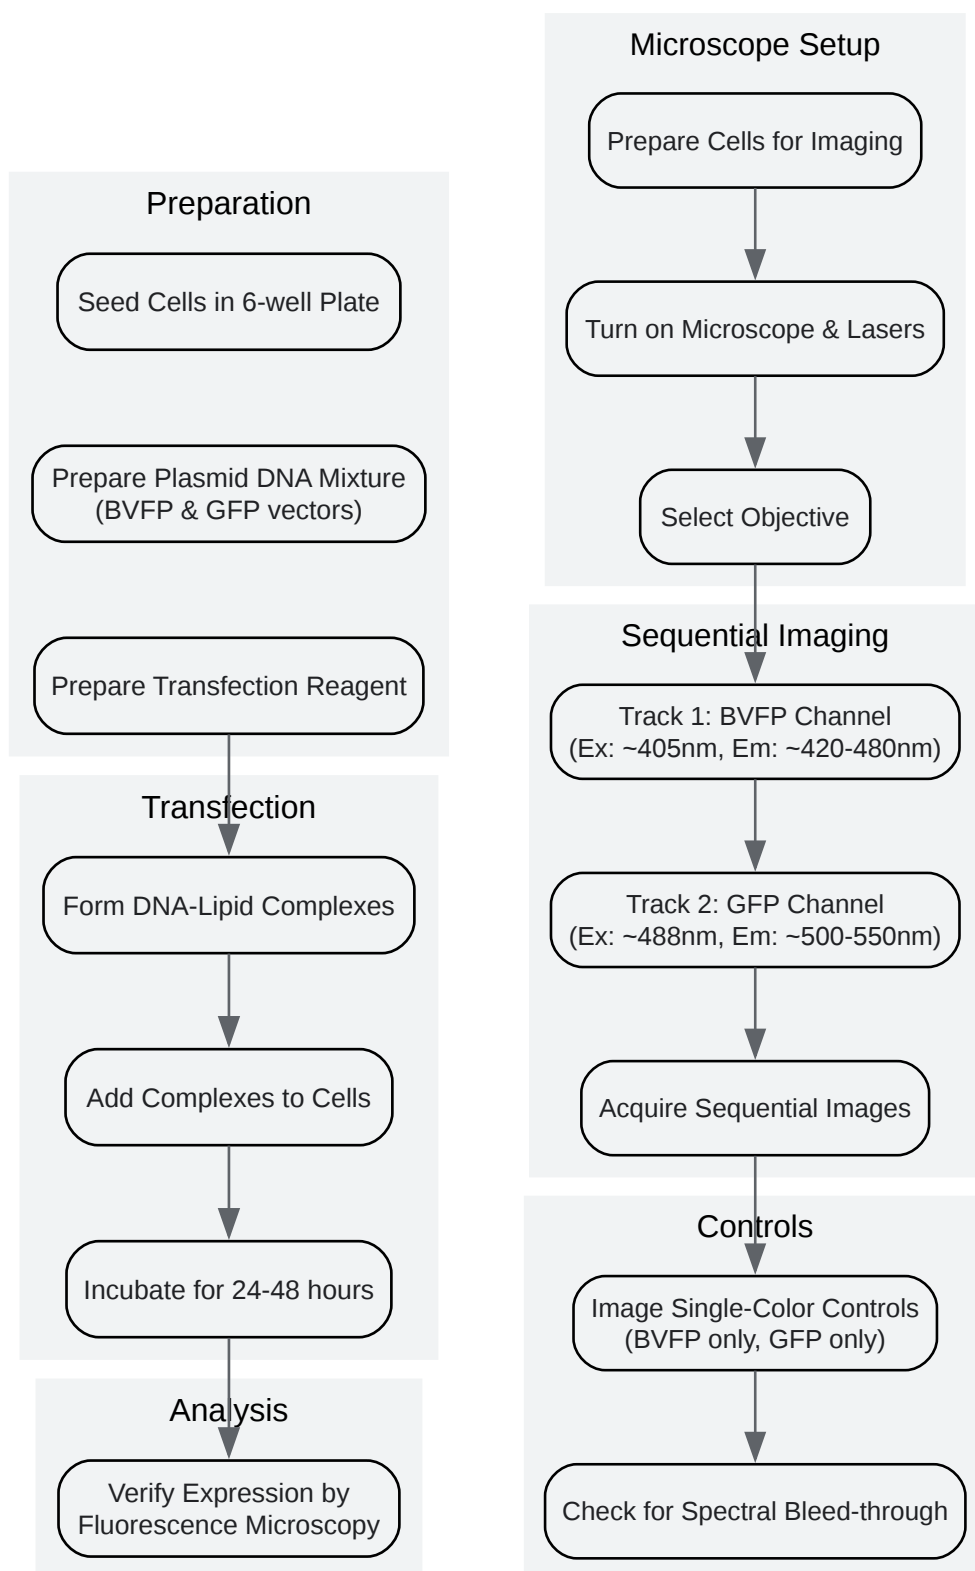 Preparation
Seed Cells in 6-well Plate
Prepare Plasmid DNA Mixture
(BVFP & GFP vectors)
Prepare Transfection Reagent
Transfection
Form DNA-Lipid Complexes
Add Complexes to Cells
Incubate for 24-48 hours
Analysis
Verify Expression by
Fluorescence Microscopy
Microscope Setup
Prepare Cells for Imaging
Turn on Microscope & Lasers
Select Objective
Sequential Imaging
Track 1: BVFP Channel
(Ex: ~405nm, Em: ~420-480nm)
Track 2: GFP Channel
(Ex: ~488nm, Em: ~500-550nm)
Acquire Sequential Images
Controls
Image Single-Color Controls
(BVFP only, GFP only)
Check for Spectral Bleed-through